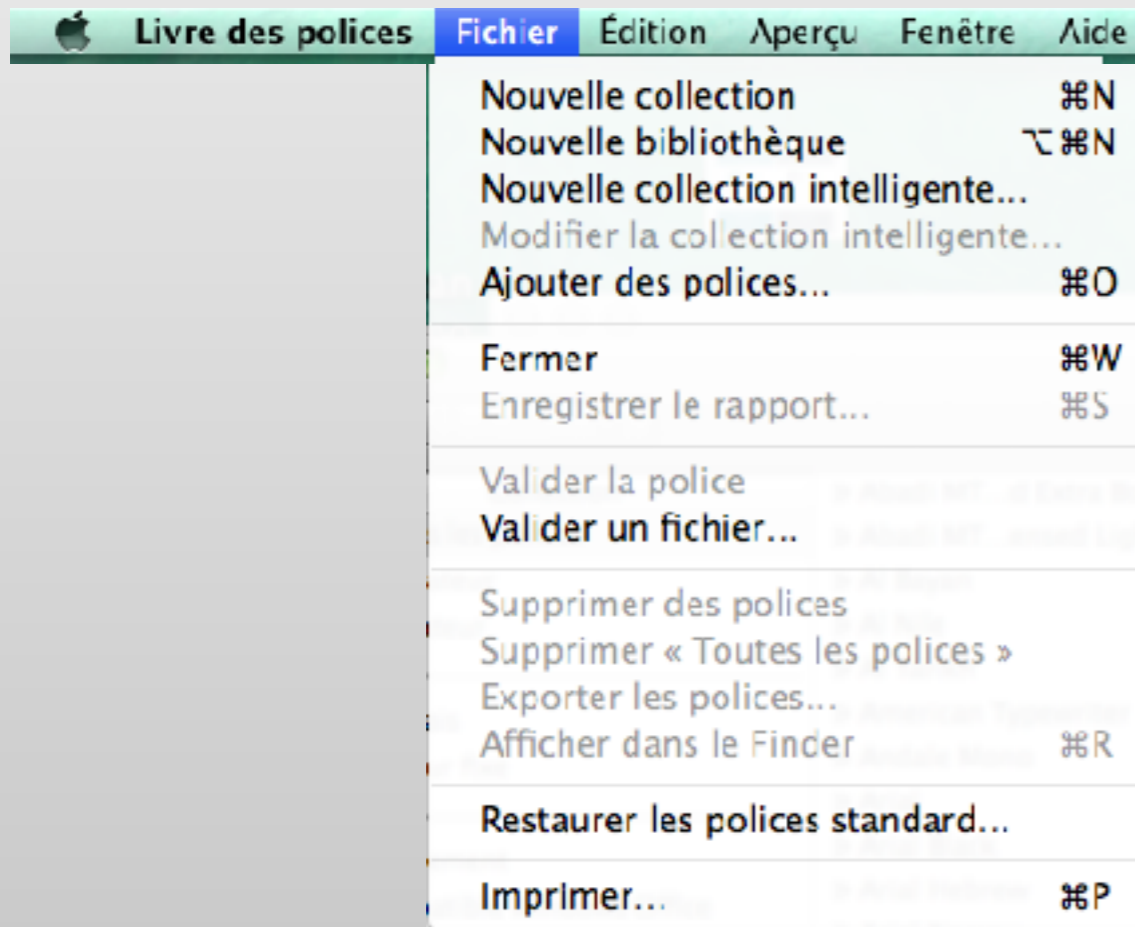 Livre des polices Fichier Édition Aperçu Fenêtre Aide
Nouvelle collection ⌘N
Nouvelle bibliothèque ⌥⌘N
Nouvelle collection intelligente...
Modifier la collection intelligente...
Ajouter des polices... ⌘O
Fermer ⌘W
Enregistrer le rapport... ⌘S
Valider la police
Valider un fichier...
Supprimer des polices
Supprimer « Toutes les polices »
Exporter les polices...
Afficher dans le Finder ⌘R
Restaurer les polices standard...
Imprimer... ⌘P